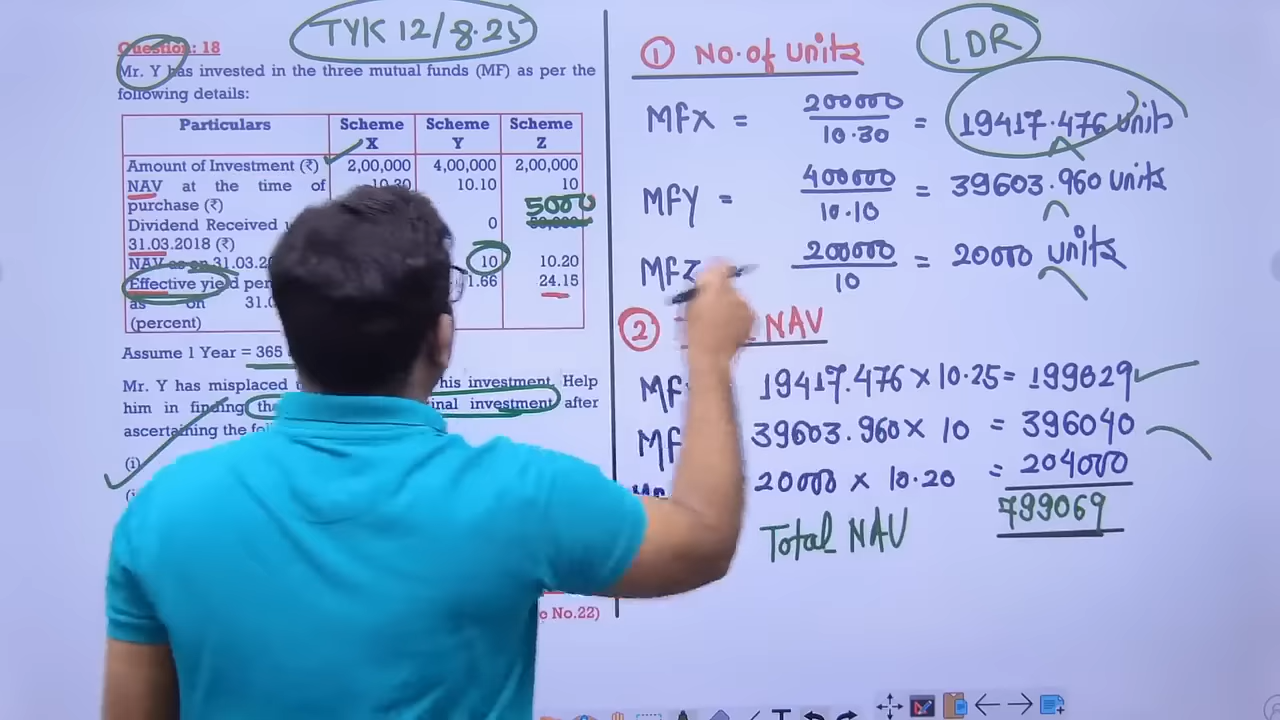 TYK 12/8.25
Question: 18
Mr. Y has invested in the three mutual funds (MF) as per the
following details:
Particulars Scheme X Scheme Y Scheme Z
Amount of Investment (₹) 2,00,000 4,00,000 2,00,000
NAV at the time of purchase (₹) 10.30 10.10 10
5000
Dividend Received
31.03.2018 (₹) 0 50,000
NAV as on 31.03. 10 10.20
Effective yield per 1.66 24.15
as on 31.0
(percent)
Assume 1 Year = 365
Mr. Y has misplaced his investment. Help
him in finding inal investment after
ascertaining the
(i)
No.22)
LDR
① No. of units
MFX = 200000 / 10.30 = 19417.476 units
MFY = 400000 / 10.10 = 39603.960 units
MFZ = 200000 / 10 = 20000 units
② NAV
MF 19417.476 × 10.25 = 199029
MF 39603.960 × 10 = 396040
20000 × 10.20 = 204000
Total NAV 799069